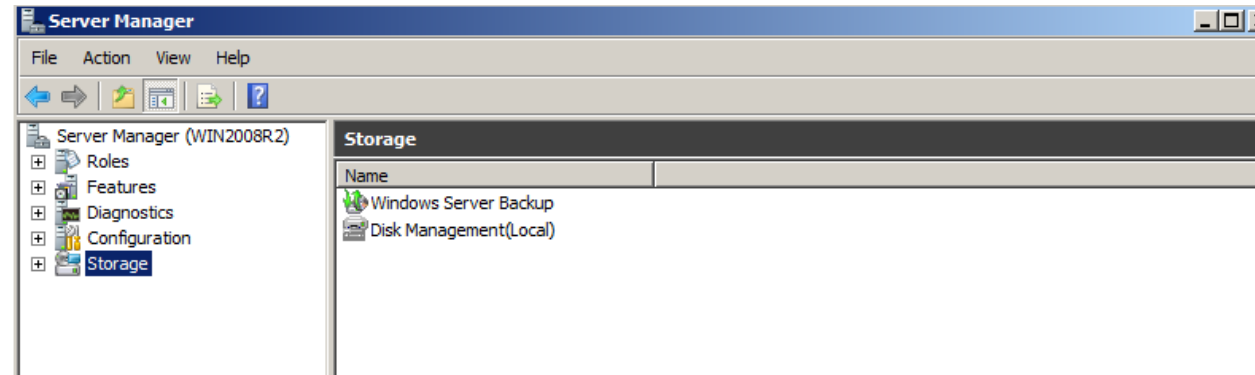 Server Manager
File Action View Help
Server Manager (WIN2008R2)
Roles
Features
Diagnostics
Configuration
Storage
Storage
Name
Windows Server Backup
Disk Management(Local)